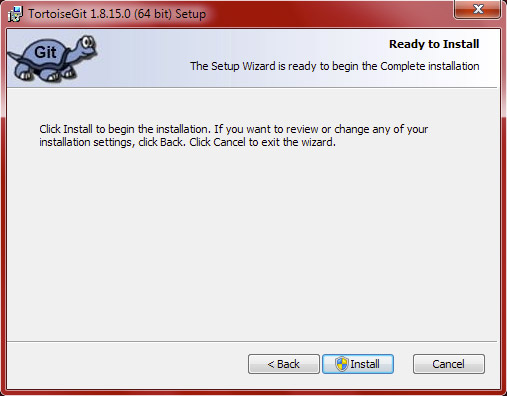 TortoiseGit 1.8.15.0 (64 bit) Setup
Git
Ready to Install
The Setup Wizard is ready to begin the Complete installation
Click Install to begin the installation. If you want to review or change any of your
installation settings, click Back. Click Cancel to exit the wizard.
< Back
Install
Cancel